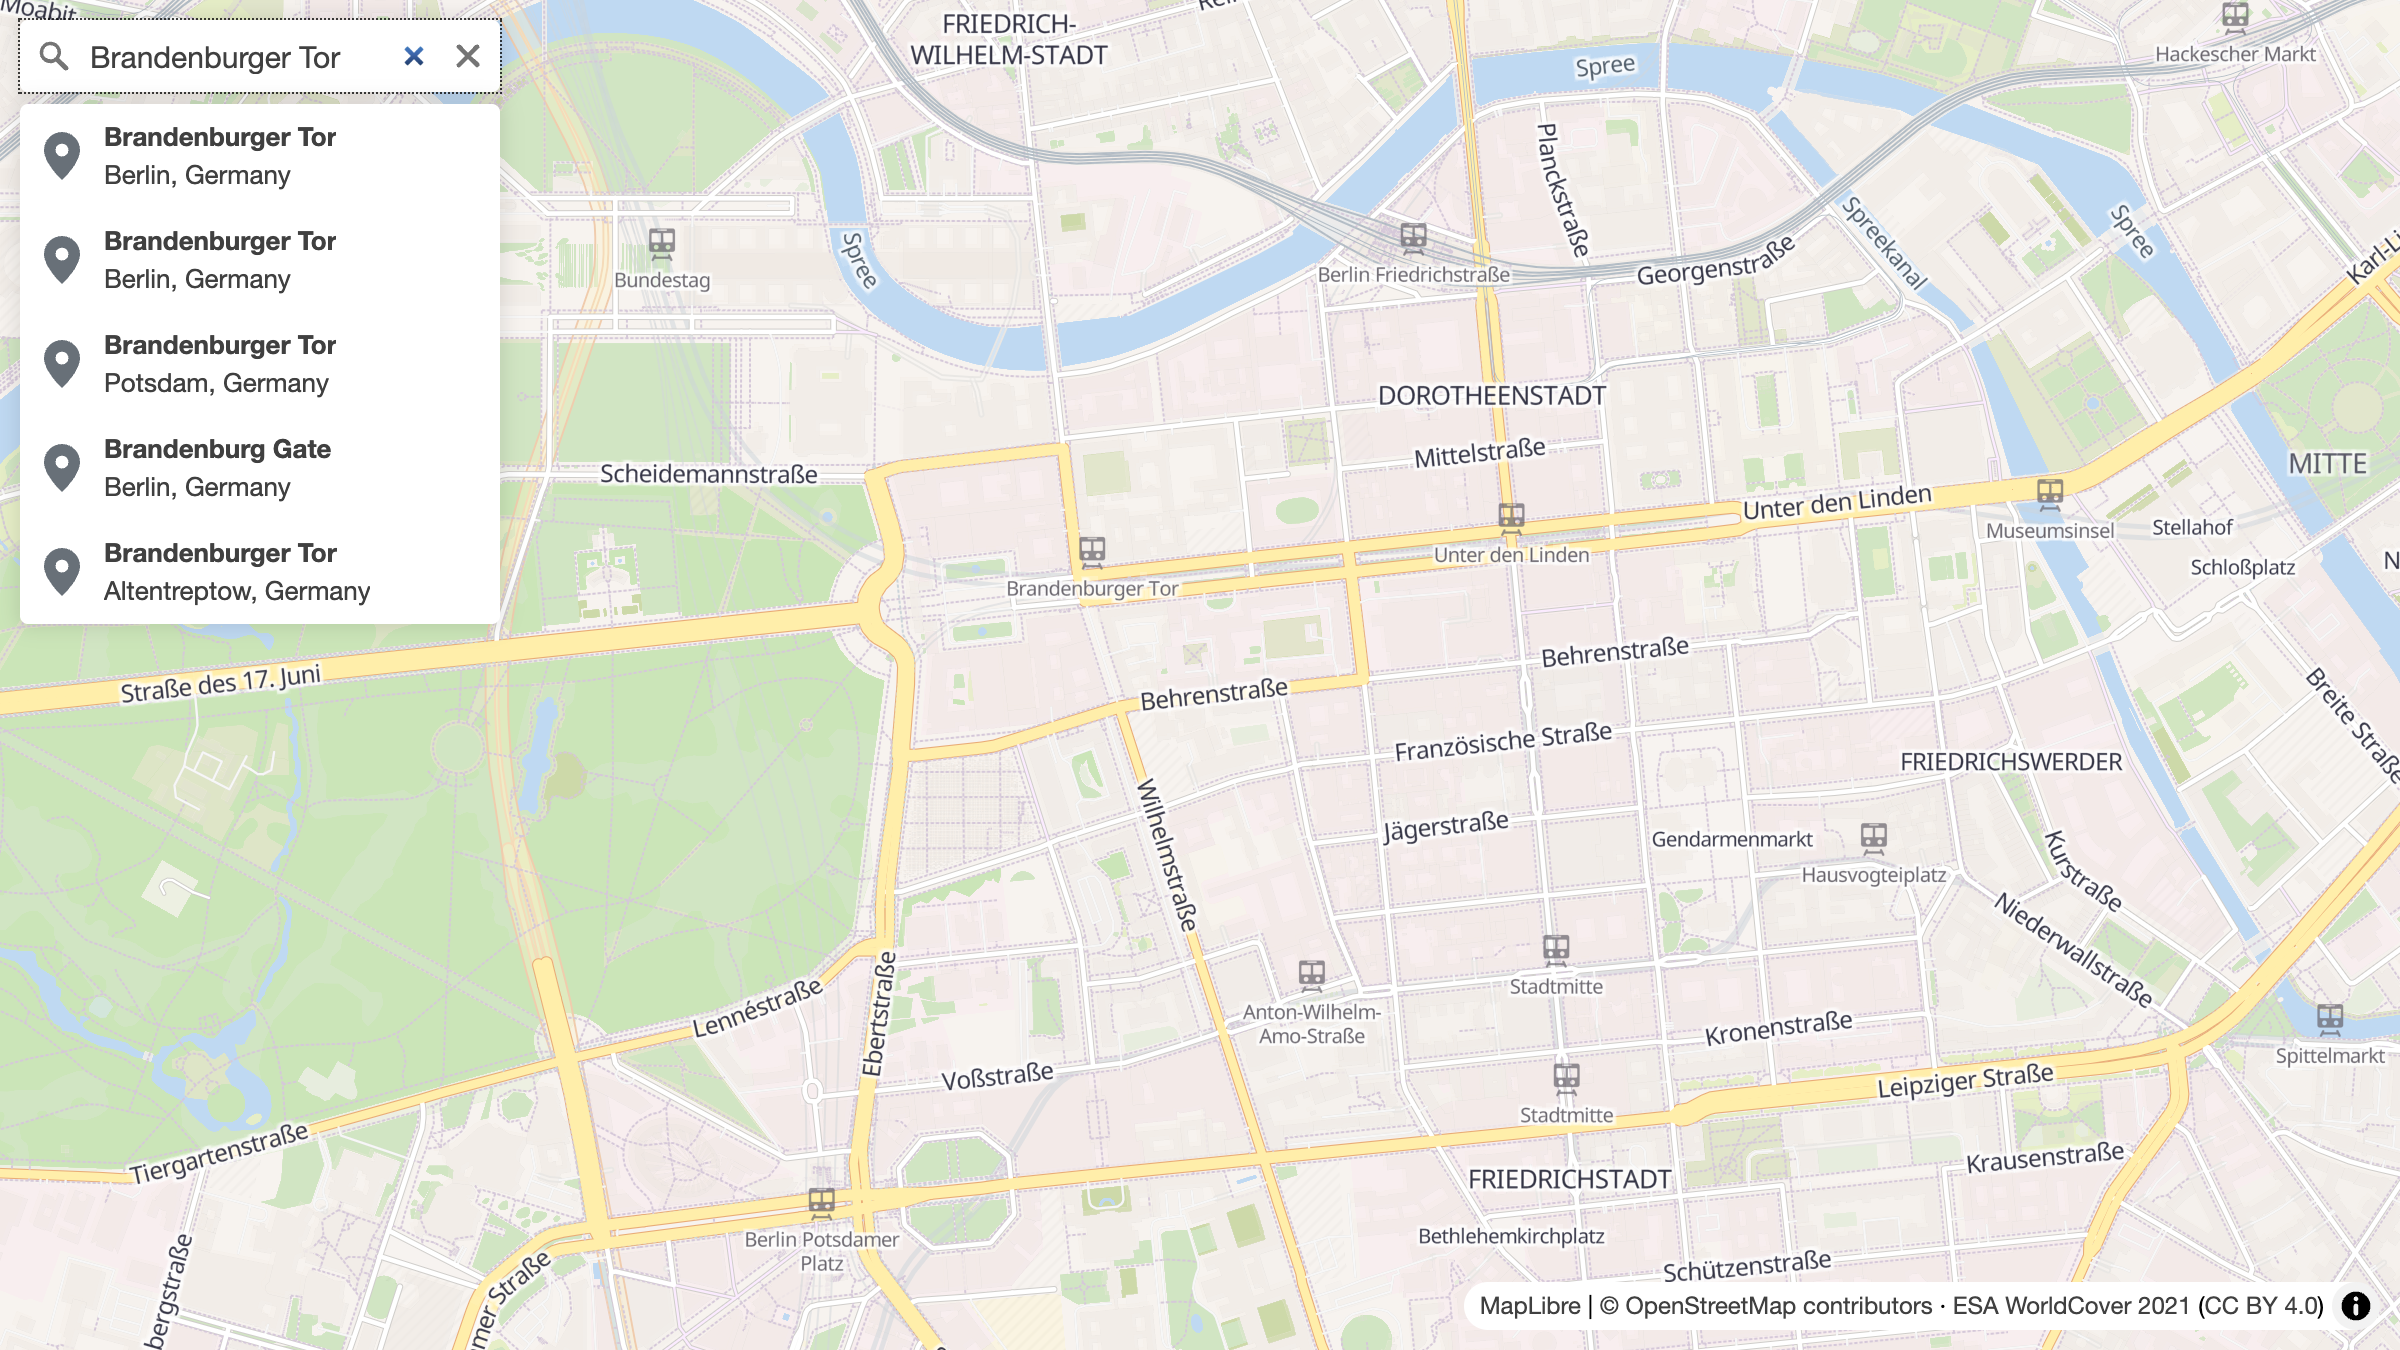 Moabit
Brandenburger Tor
Brandenburger Tor
Berlin, Germany
Brandenburger Tor
Berlin, Germany
Brandenburger Tor
Potsdam, Germany
Brandenburg Gate
Berlin, Germany
Brandenburger Tor
Altentreptow, Germany
FRIEDRICH-
WILHELM-STADT
Spree
Hackescher Markt
Planckstraße
Spree
Bundestag
Berlin Friedrichstraße
Georgenstraße
Spreekanal
Spree
DOROTHEENSTADT
Mittelstraße
MITTE
Scheidemannstraße
Unter den Linden
Museumsinsel
Stellahof
Unter den Linden
Schloßplatz
Brandenburger Tor
Straße des 17. Juni
Behrenstraße
Behrenstraße
Breite Straße
Französische Straße
FRIEDRICHSWERDER
Wilhelmstraße
Jägerstraße
Gendarmenmarkt
Hausvogteiplatz
Kurstraße
Niederwallstraße
Stadtmitte
Lennéstraße
Ebertstraße
Anton-Wilhelm-
Amo-Straße
Kronenstraße
Spittelmarkt
Voßstraße
Leipziger Straße
Stadtmitte
Tiergartenstraße
Krausenstraße
FRIEDRICHSTADT
Berlin Potsdamer
Platz
Bethlehemkirchplatz
Schützenstraße
bergstraße
mer Straße
MapLibre | © OpenStreetMap contributors · ESA WorldCover 2021 (CC BY 4.0)